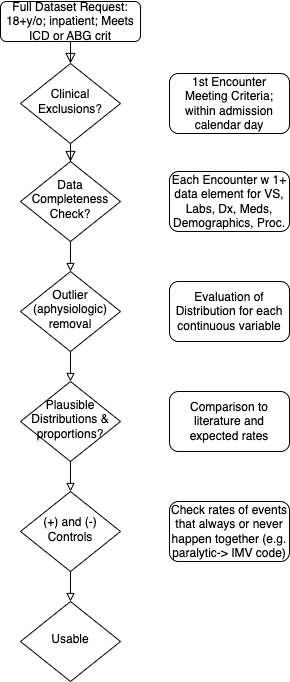 Full Dataset Request:
18+y/o; inpatient; Meets
ICD or ABG crit
Clinical
Exclusions?
1st Encounter
Meeting Criteria;
within admission
calendar day
Data
Completeness
Check?
Each Encounter w 1+
data element for VS,
Labs, Dx, Meds,
Demographics, Proc.
Outlier
(aphysiologic)
removal
Evaluation of
Distribution for each
continuous variable
Plausible
Distributions &
proportions?
Comparison to
literature and
expected rates
(+) and (-)
Controls
Check rates of events
that always or never
happen together (e.g.
paralytic-> IMV code)
Usable